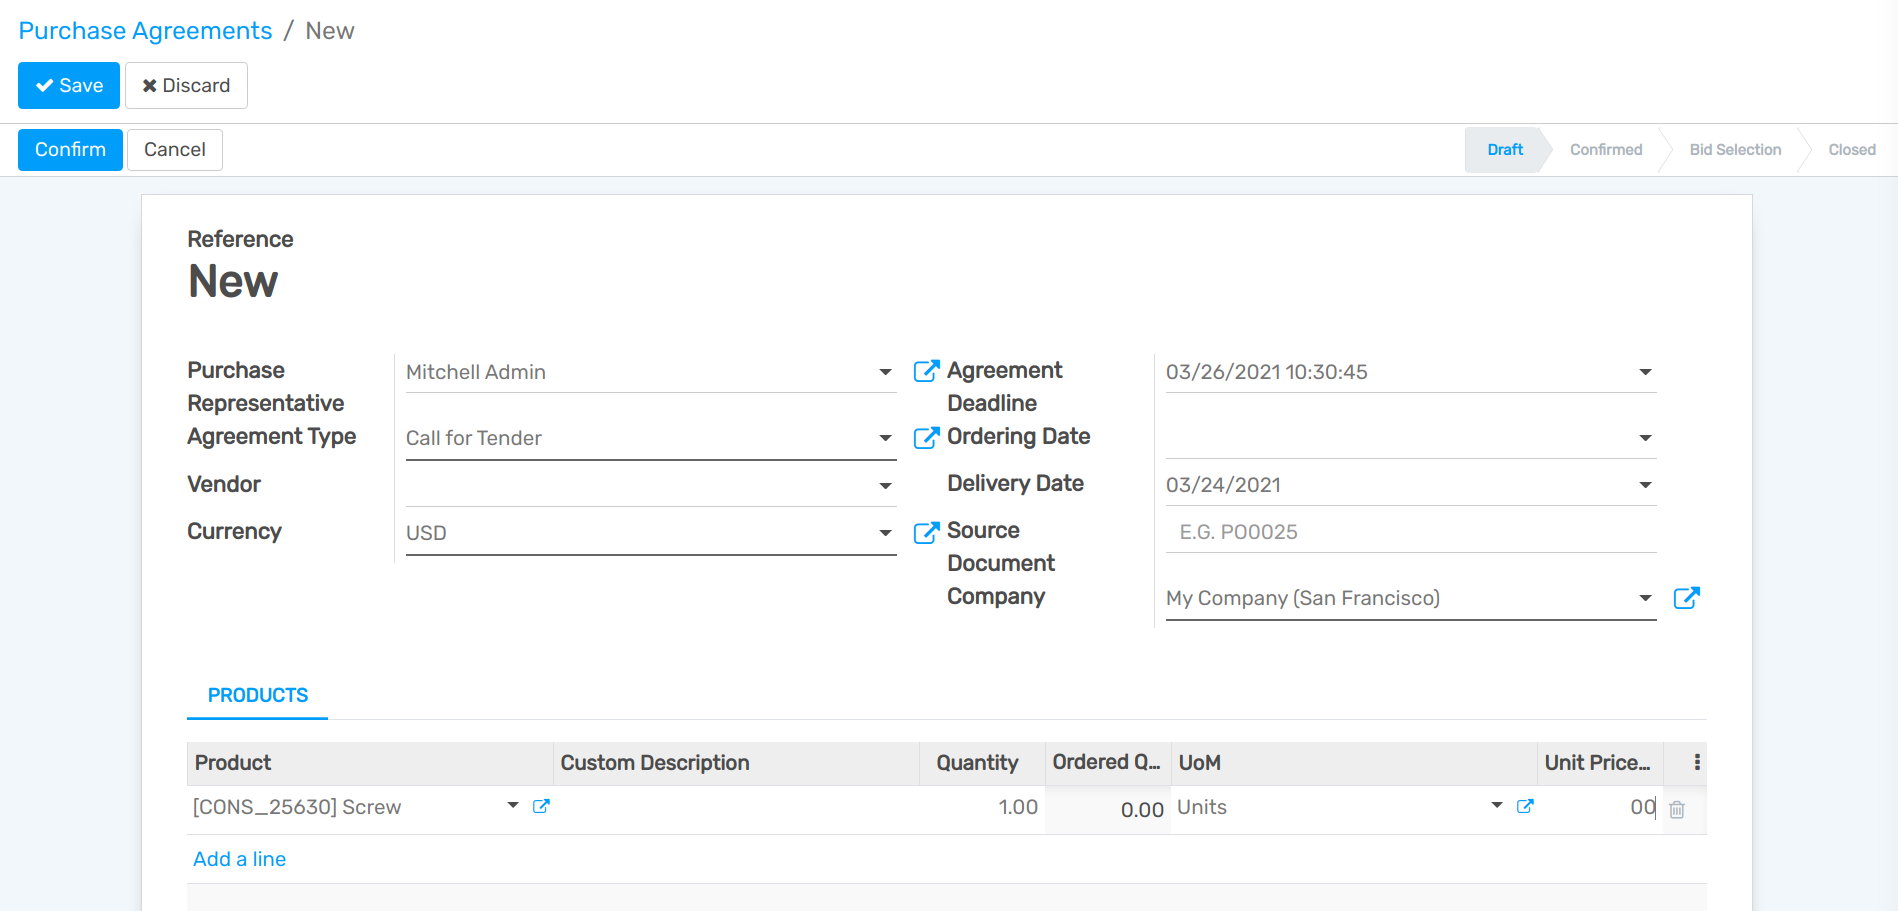 Purchase Agreements / New
Save Discard
Confirm Cancel
Draft Confirmed Bid Selection Closed
Reference
New
Purchase Representative Mitchell Admin
Agreement Type Call for Tender
Vendor
Currency USD
Agreement Deadline 03/26/2021 10:30:45
Ordering Date
Delivery Date 03/24/2021
Source Document E.G. PO0025
Company My Company (San Francisco)
PRODUCTS
Product Custom Description Quantity Ordered Q... UoM Unit Price...
[CONS_25630] Screw 1.00 0.00 Units 00
Add a line